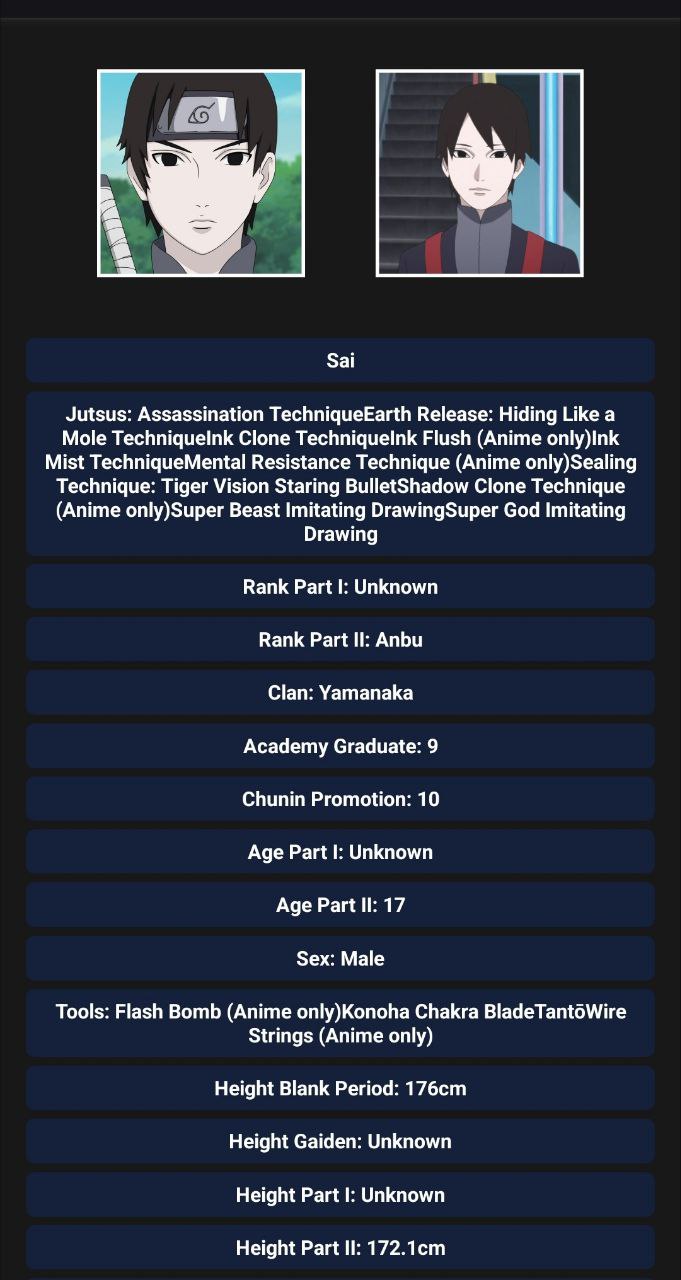 Sai
Jutsus: Assassination TechniqueEarth Release: Hiding Like a
Mole TechniqueInk Clone TechniqueInk Flush (Anime only)Ink
Mist TechniqueMental Resistance Technique (Anime only)Sealing
Technique: Tiger Vision Staring BulletShadow Clone Technique
(Anime only)Super Beast Imitating DrawingSuper God Imitating
Drawing
Rank Part I: Unknown
Rank Part II: Anbu
Clan: Yamanaka
Academy Graduate: 9
Chunin Promotion: 10
Age Part I: Unknown
Age Part II: 17
Sex: Male
Tools: Flash Bomb (Anime only)Konoha Chakra BladeTantōWire
Strings (Anime only)
Height Blank Period: 176cm
Height Gaiden: Unknown
Height Part I: Unknown
Height Part II: 172.1cm